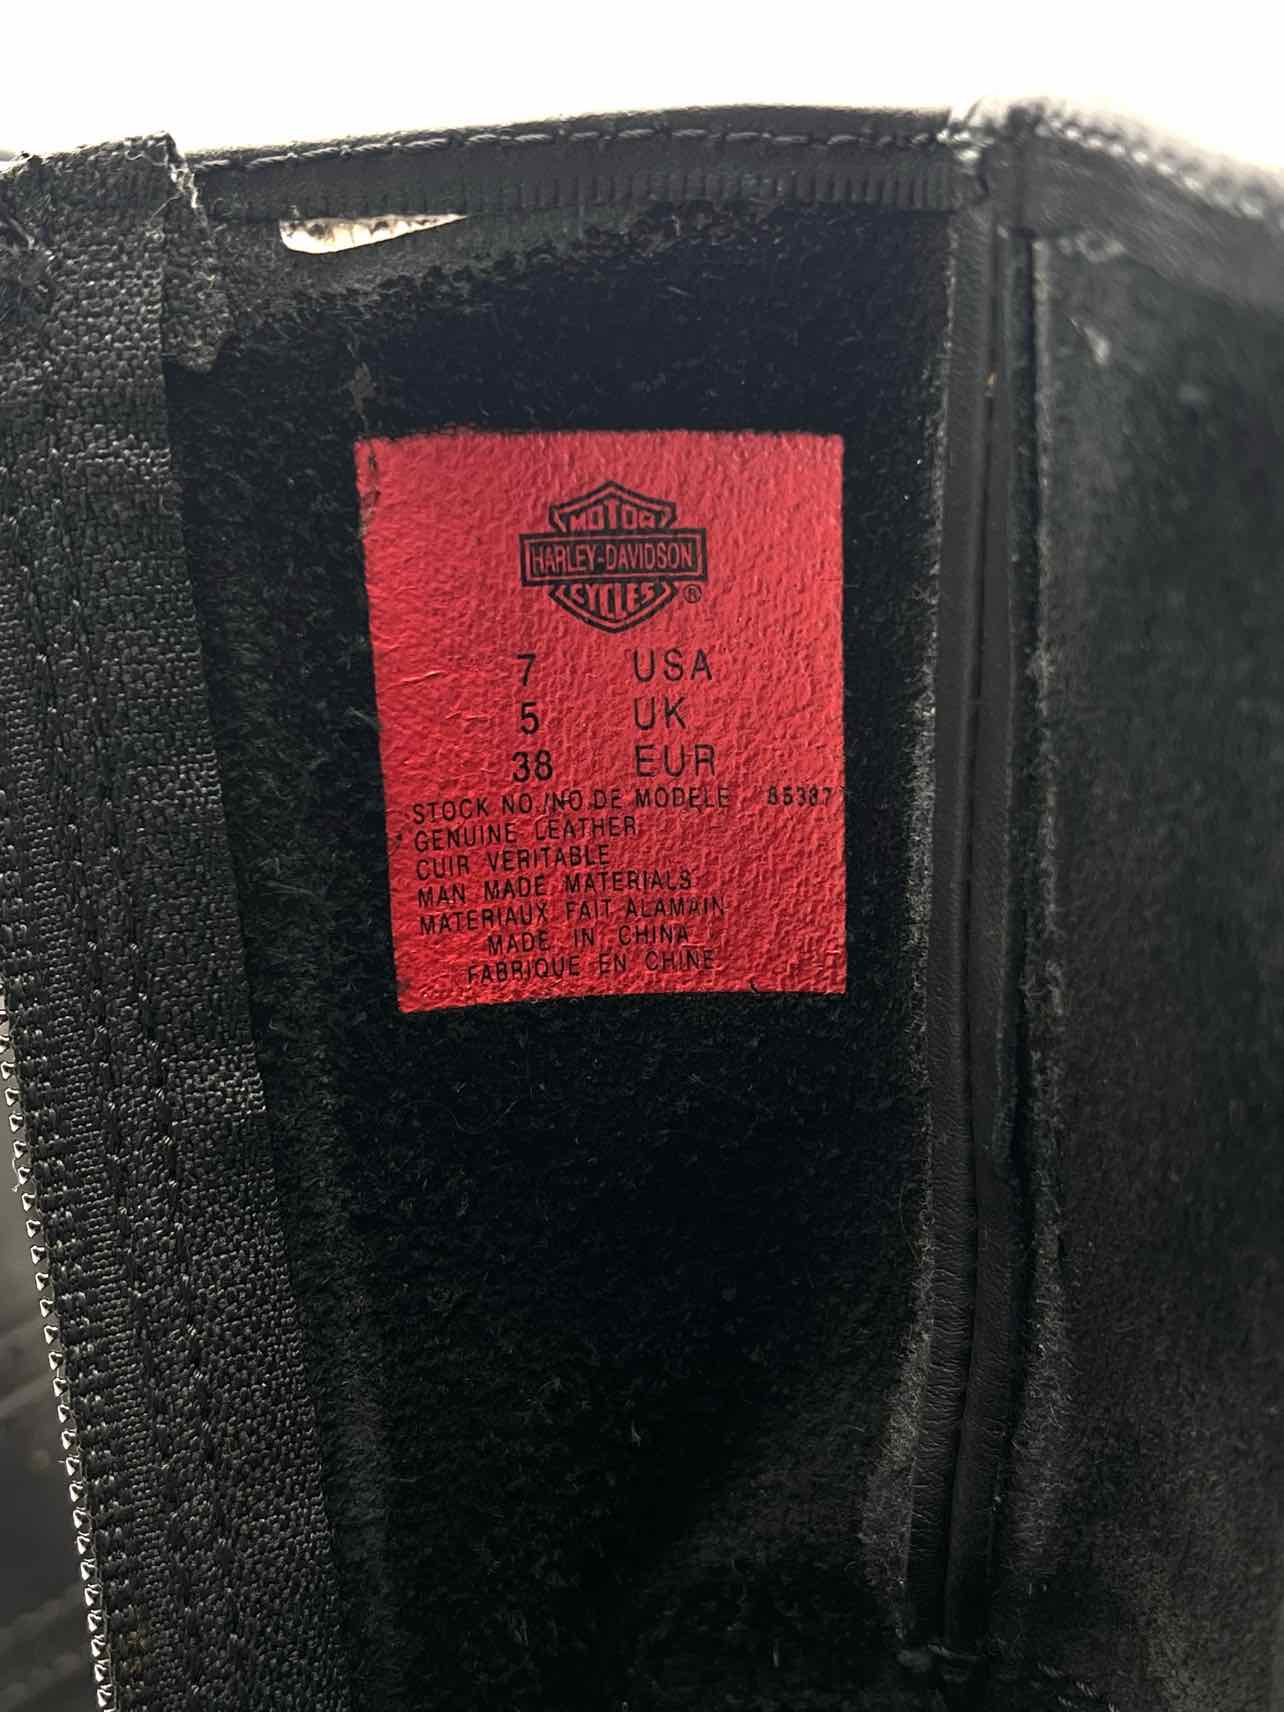 MOTOR
HARLEY-DAVIDSON
CYCLES ®
7 USA
5 UK
38 EUR
STOCK NO./NO.DE MODELE 85387
GENUINE LEATHER
CUIR VERITABLE
MAN MADE MATERIALS
MATERIAUX FAIT ALAMAIN
MADE IN CHINA
FABRIQUE EN CHINE